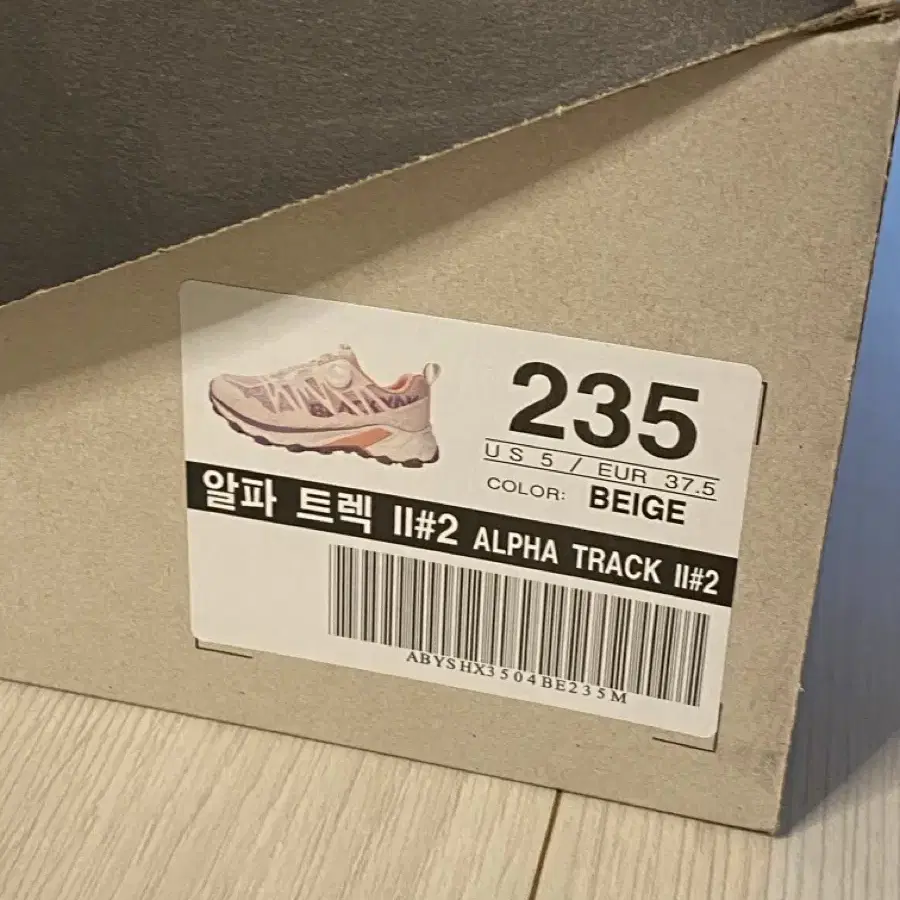 BLACKYAK
235
US 5 / EUR 37.5
COLOR: BEIGE
알파 트렉 II#2 ALPHA TRACK II#2
ABYSHX3504BE235M